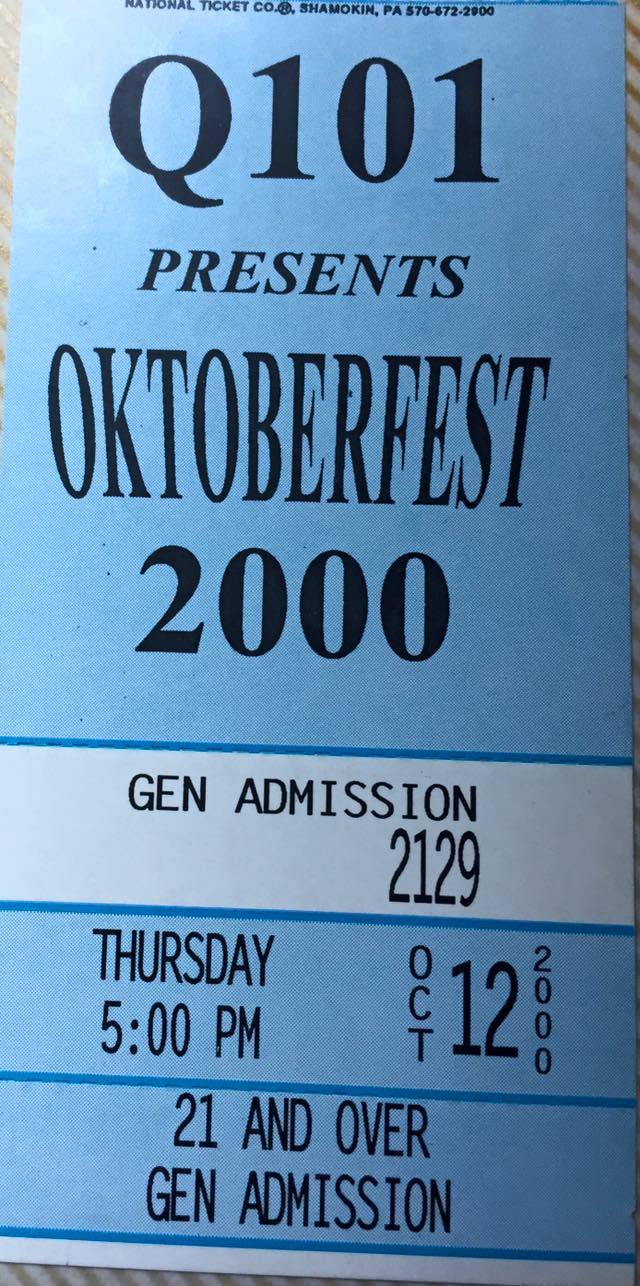 NATIONAL TICKET CO.®, SHAMOKIN, PA 570-672-2900
Q101
PRESENTS
OKTOBERFEST
2000
GEN ADMISSION
2129
THURSDAY
5:00 PM
OCT 12 2000
21 AND OVER
GEN ADMISSION